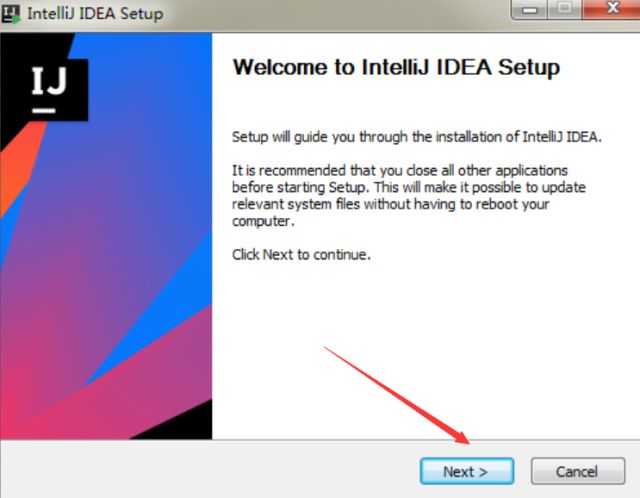 IntelliJ IDEA Setup
IJ
Welcome to IntelliJ IDEA Setup
Setup will guide you through the installation of IntelliJ IDEA.
It is recommended that you close all other applications
before starting Setup. This will make it possible to update
relevant system files without having to reboot your
computer.
Click Next to continue.
Next >
Cancel